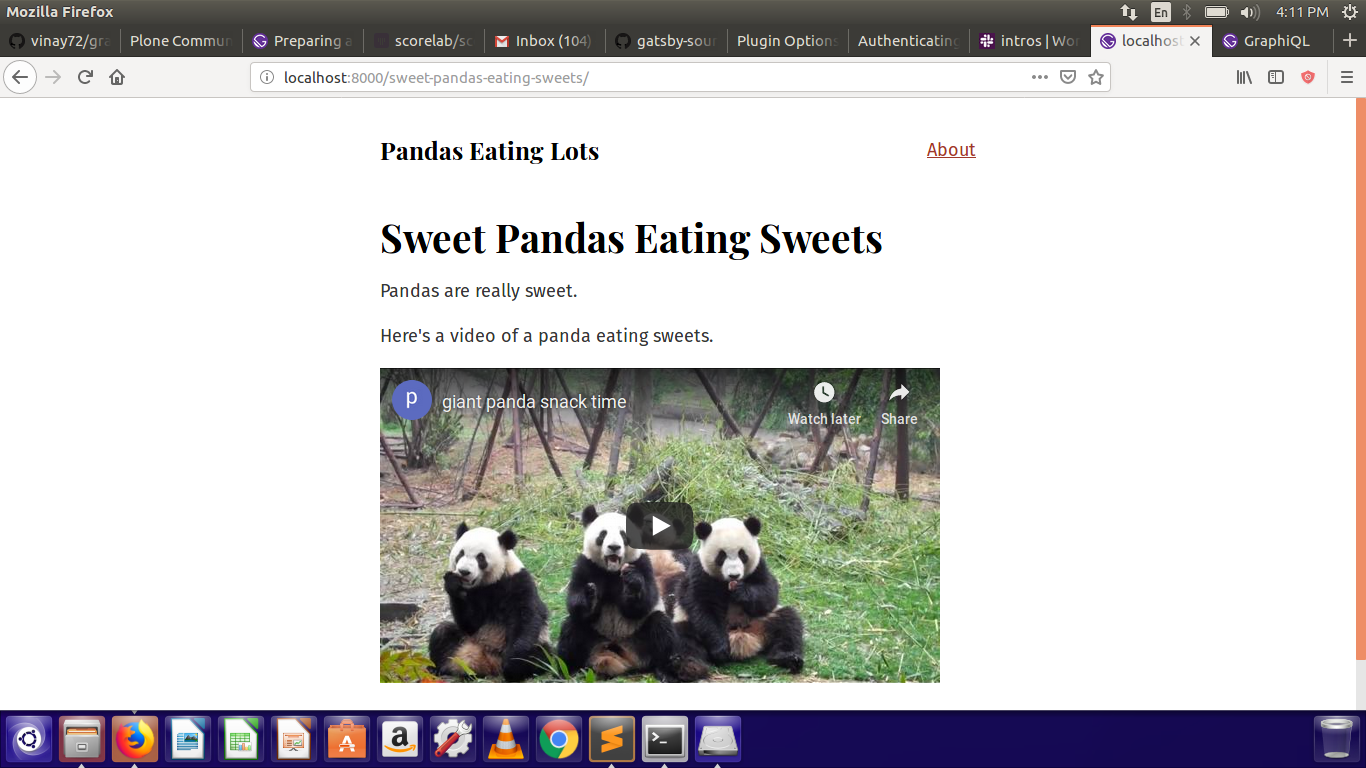 Mozilla Firefox
En
4:11 PM
vinay72/gra
Plone Commun
Preparing a
scorelab/sc
Inbox (104)
gatsby-sour
Plugin Options
Authenticating
intros | Wor
localhost
GraphiQL
localhost:8000/sweet-pandas-eating-sweets/
Pandas Eating Lots
About
Sweet Pandas Eating Sweets
Pandas are really sweet.
Here's a video of a panda eating sweets.
p
giant panda snack time
Watch later
Share